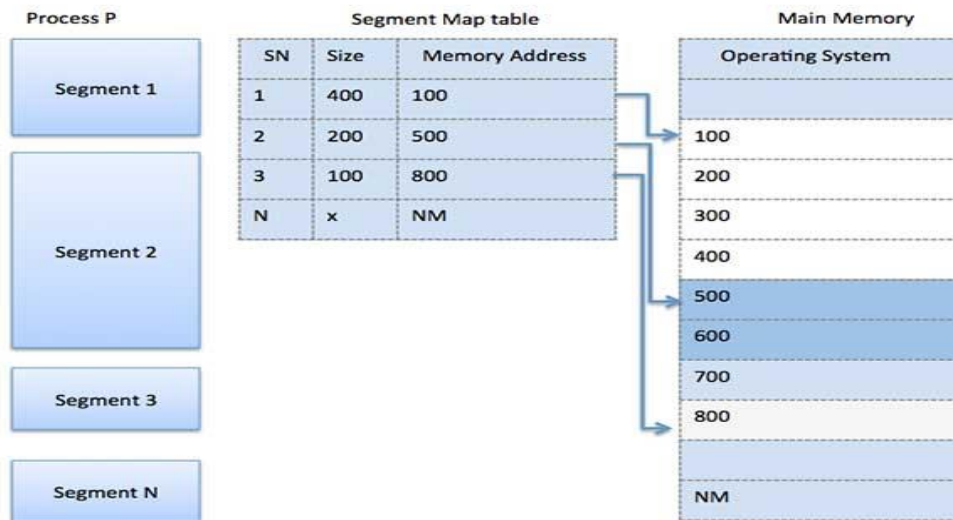 Process P
Segment 1
Segment 2
Segment 3
Segment N
Segment Map table
SN Size Memory Address
1 400 100
2 200 500
3 100 800
N x NM
Main Memory
Operating System
100
200
300
400
500
600
700
800
NM